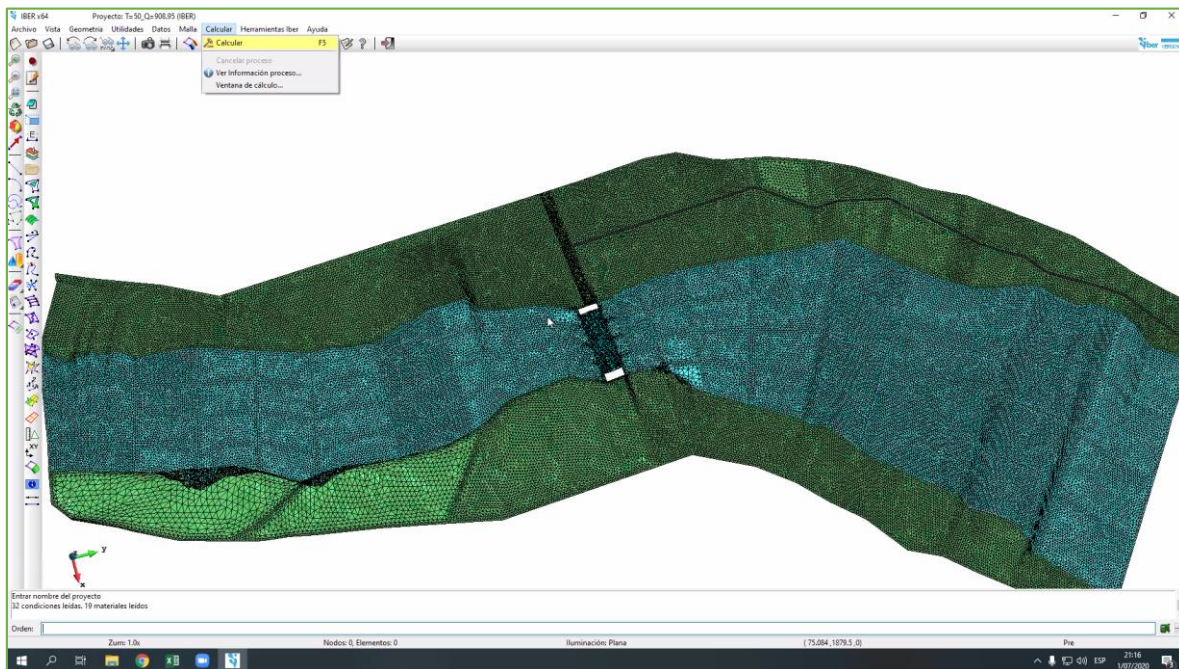 IBER x64 Proyecto: T=50_Q=908.95 (IBER)
Archivo Vista Geometría Utilidades Datos Malla Calcular Herramientas Iber Ayuda
Calcular F5
Cancelar proceso
Ver Información proceso...
Ventana de cálculo...
Iber
y
x
Entrar nombre del proyecto
32 condiciones leídas, 19 materiales leídos
Orden:
Zum: 1.0x Nodos: 0, Elementos: 0 Iluminación: Plana ( 75.084 ,1879.5 ,0) Pre
ESP 21:16
1/07/2020